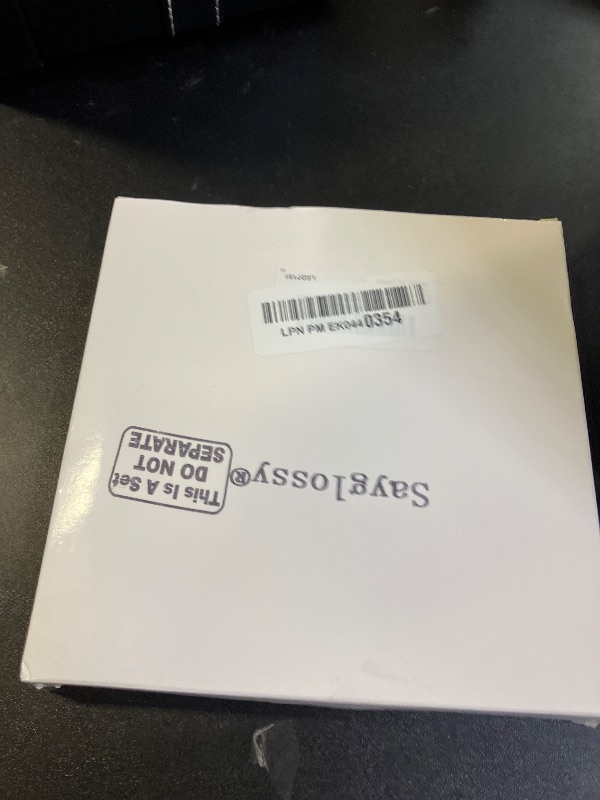 LPN PM EK0440354
Sayglossy®
This Is A Set
DO NOT
SEPARATE